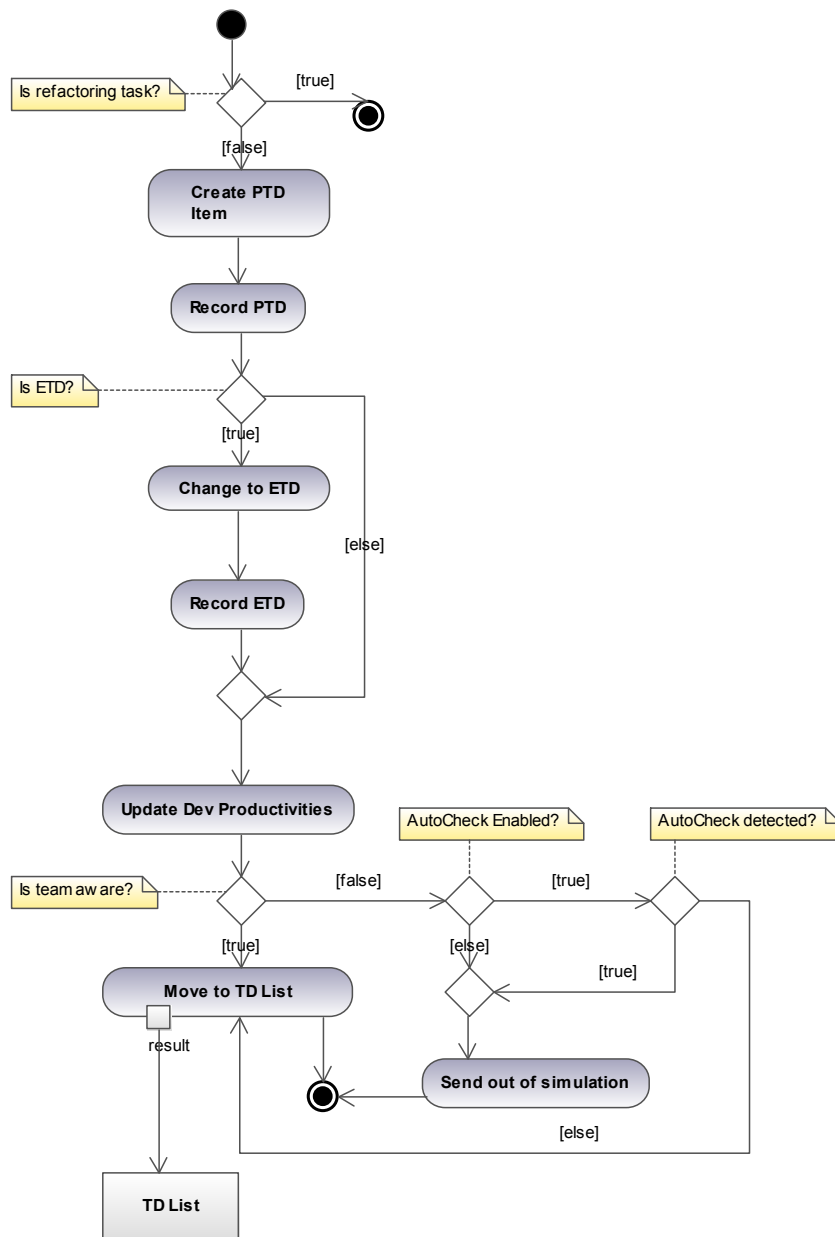 [true]
Is refactoring task?
[false]
Create PTD
Item
Record PTD
Is ETD?
[true]
Change to ETD
[else]
Record ETD
Update Dev Productivities
AutoCheck Enabled?
AutoCheck detected?
Is team aware?
[false]
[true]
[true]
[else]
[true]
Move to TD List
result
Send out of simulation
[else]
TD List